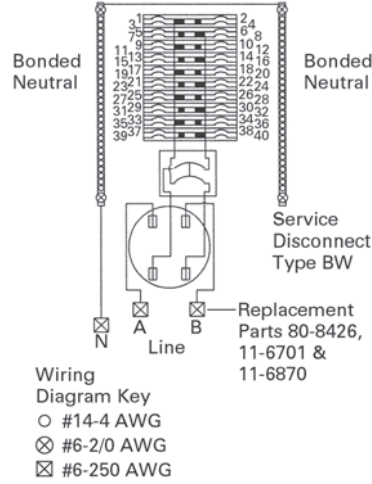 1 2
3 4
5 6
7 8
9 10
11 12
13 14
15 16
17 18
19 20
21 22
23 24
25 26
27 28
29 30
31 32
33 34
35 36
37 38
39 40
Bonded
Neutral
Bonded
Neutral
Service
Disconnect
Type BW
N
A
B
Line
Replacement
Parts 80-8426,
11-6701 &
11-6870
Wiring
Diagram Key
#14-4 AWG
#6-2/0 AWG
#6-250 AWG